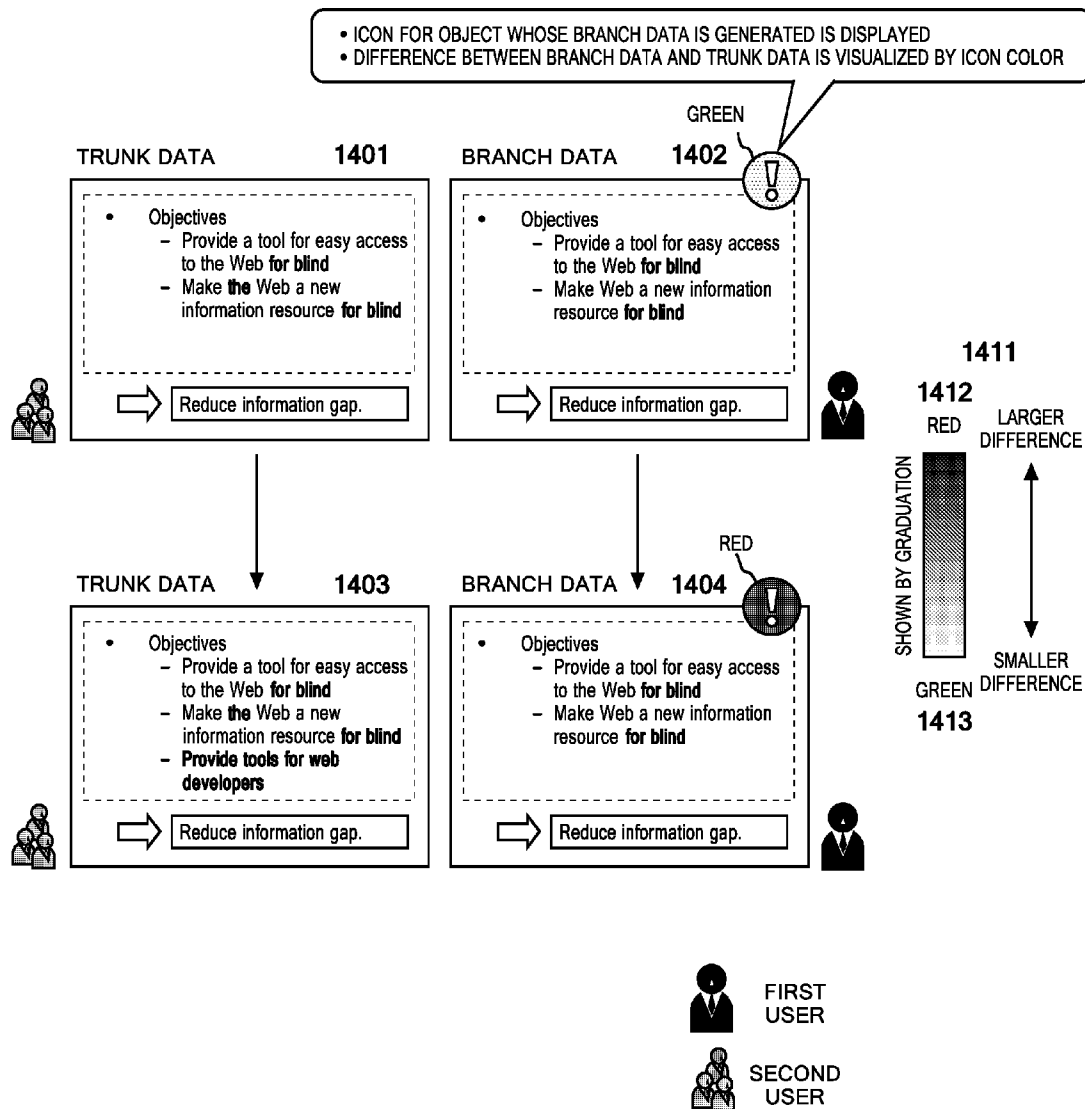 • ICON FOR OBJECT WHOSE BRANCH DATA IS GENERATED IS DISPLAYED
• DIFFERENCE BETWEEN BRANCH DATA AND TRUNK DATA IS VISUALIZED BY ICON COLOR
GREEN
TRUNK DATA 1401
• Objectives
– Provide a tool for easy access
to the Web for blind
– Make the Web a new
information resource for blind
Reduce information gap.
BRANCH DATA 1402
!
• Objectives
– Provide a tool for easy access
to the Web for blind
– Make Web a new information
resource for blind
Reduce information gap.
1411
1412
RED
LARGER
DIFFERENCE
SHOWN BY GRADUATION
SMALLER
DIFFERENCE
GREEN
1413
TRUNK DATA 1403
• Objectives
– Provide a tool for easy access
to the Web for blind
– Make the Web a new
information resource for blind
– Provide tools for web
developers
Reduce information gap.
RED
BRANCH DATA 1404
!
• Objectives
– Provide a tool for easy access
to the Web for blind
– Make Web a new information
resource for blind
Reduce information gap.
FIRST
USER
SECOND
USER